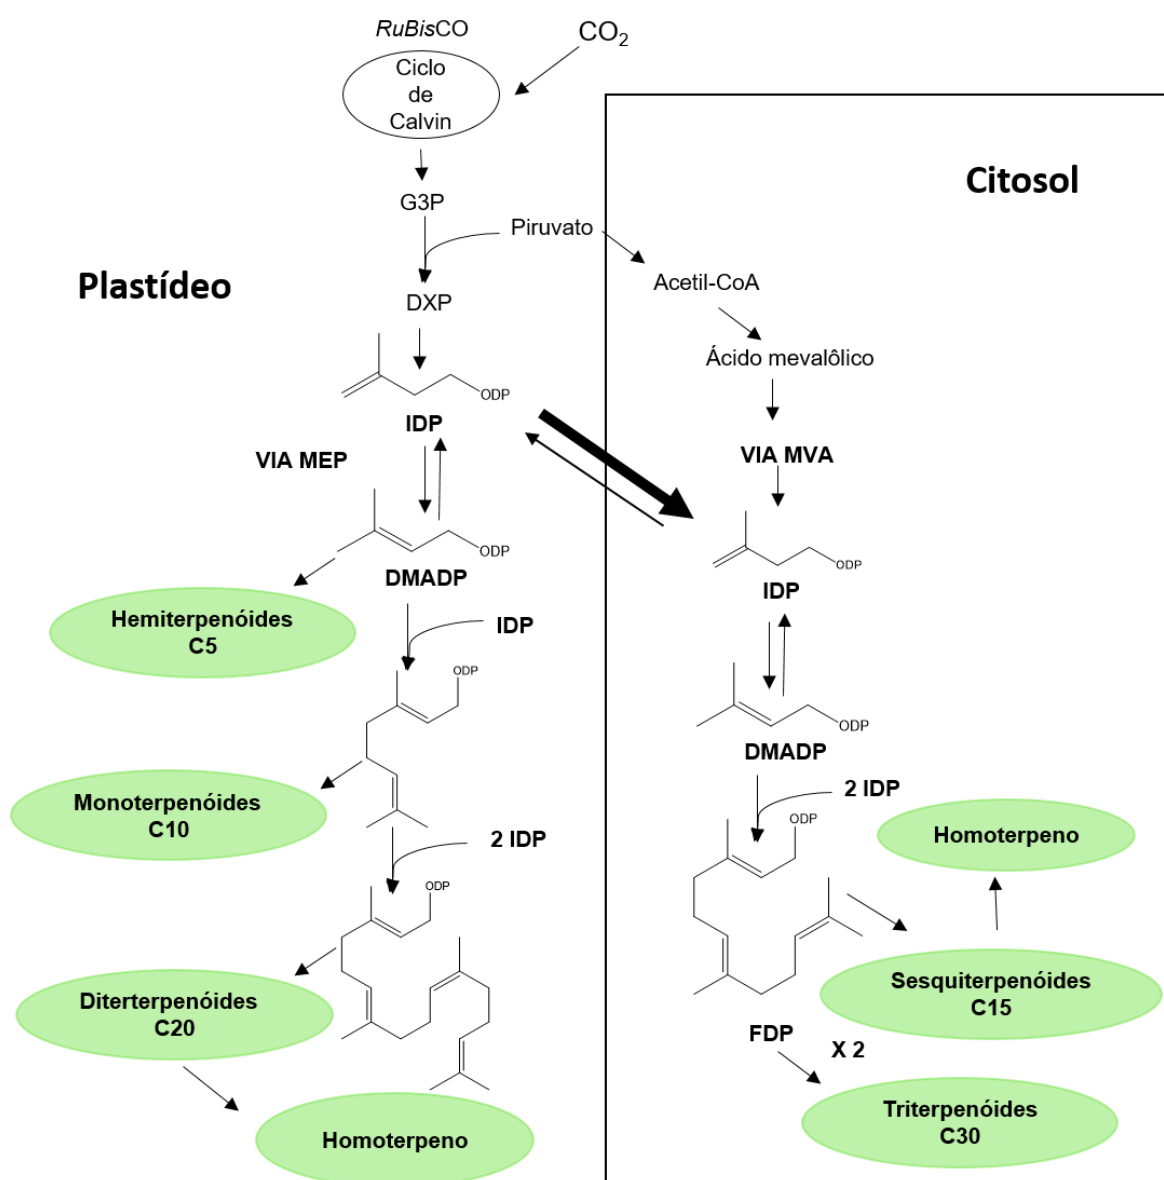 RuBisCO
CO2
Ciclo
de
Calvin
G3P
Piruvato
Plastídeo
DXP
ODP
IDP
VIA MEP
ODP
DMADP
Hemiterpenóides
C5
IDP
ODP
Monoterpenóides
C10
2 IDP
ODP
Diterterpenóides
C20
Homoterpeno
Citosol
Acetil-CoA
Ácido mevalôlico
VIA MVA
ODP
IDP
ODP
DMADP
2 IDP
ODP
Homoterpeno
Sesquiterpenóides
C15
FDP
X 2
Triterpenóides
C30